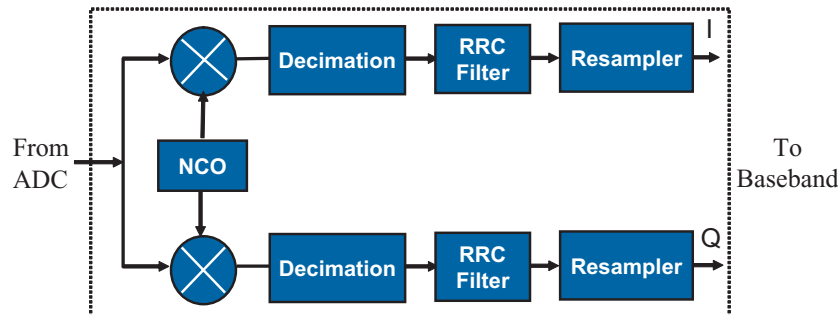 I
Decimation
RRC
Filter
Resampler
From
ADC
NCO
To
Baseband
Q
Decimation
RRC
Filter
Resampler